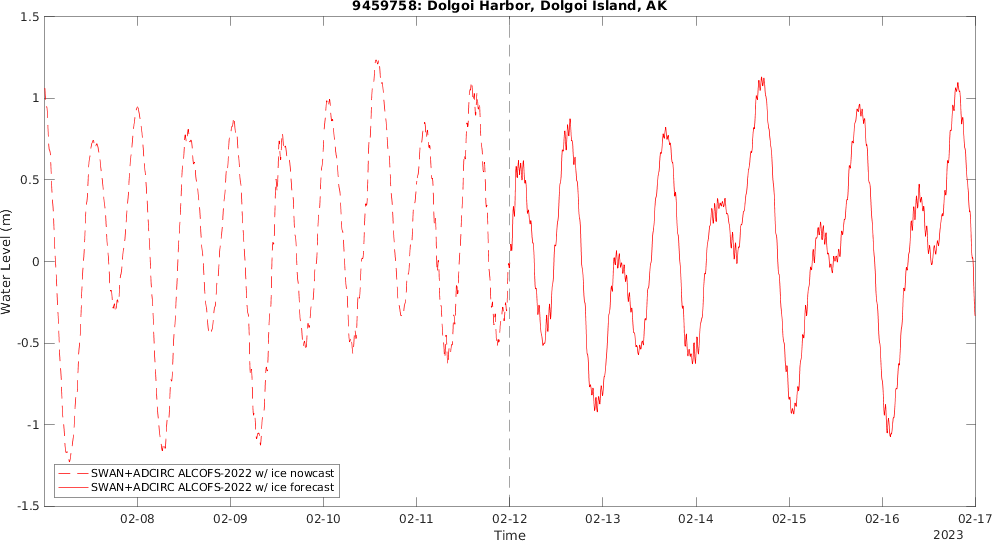 9459758: Dolgoi Harbor, Dolgoi Island, AK
1.5
1
0.5
0
-0.5
-1
-1.5
Water Level (m)
SWAN+ADCIRC ALCOFS-2022 w/ ice nowcast
SWAN+ADCIRC ALCOFS-2022 w/ ice forecast
02-08 02-09 02-10 02-11 02-12 02-13 02-14 02-15 02-16 02-17
Time
2023